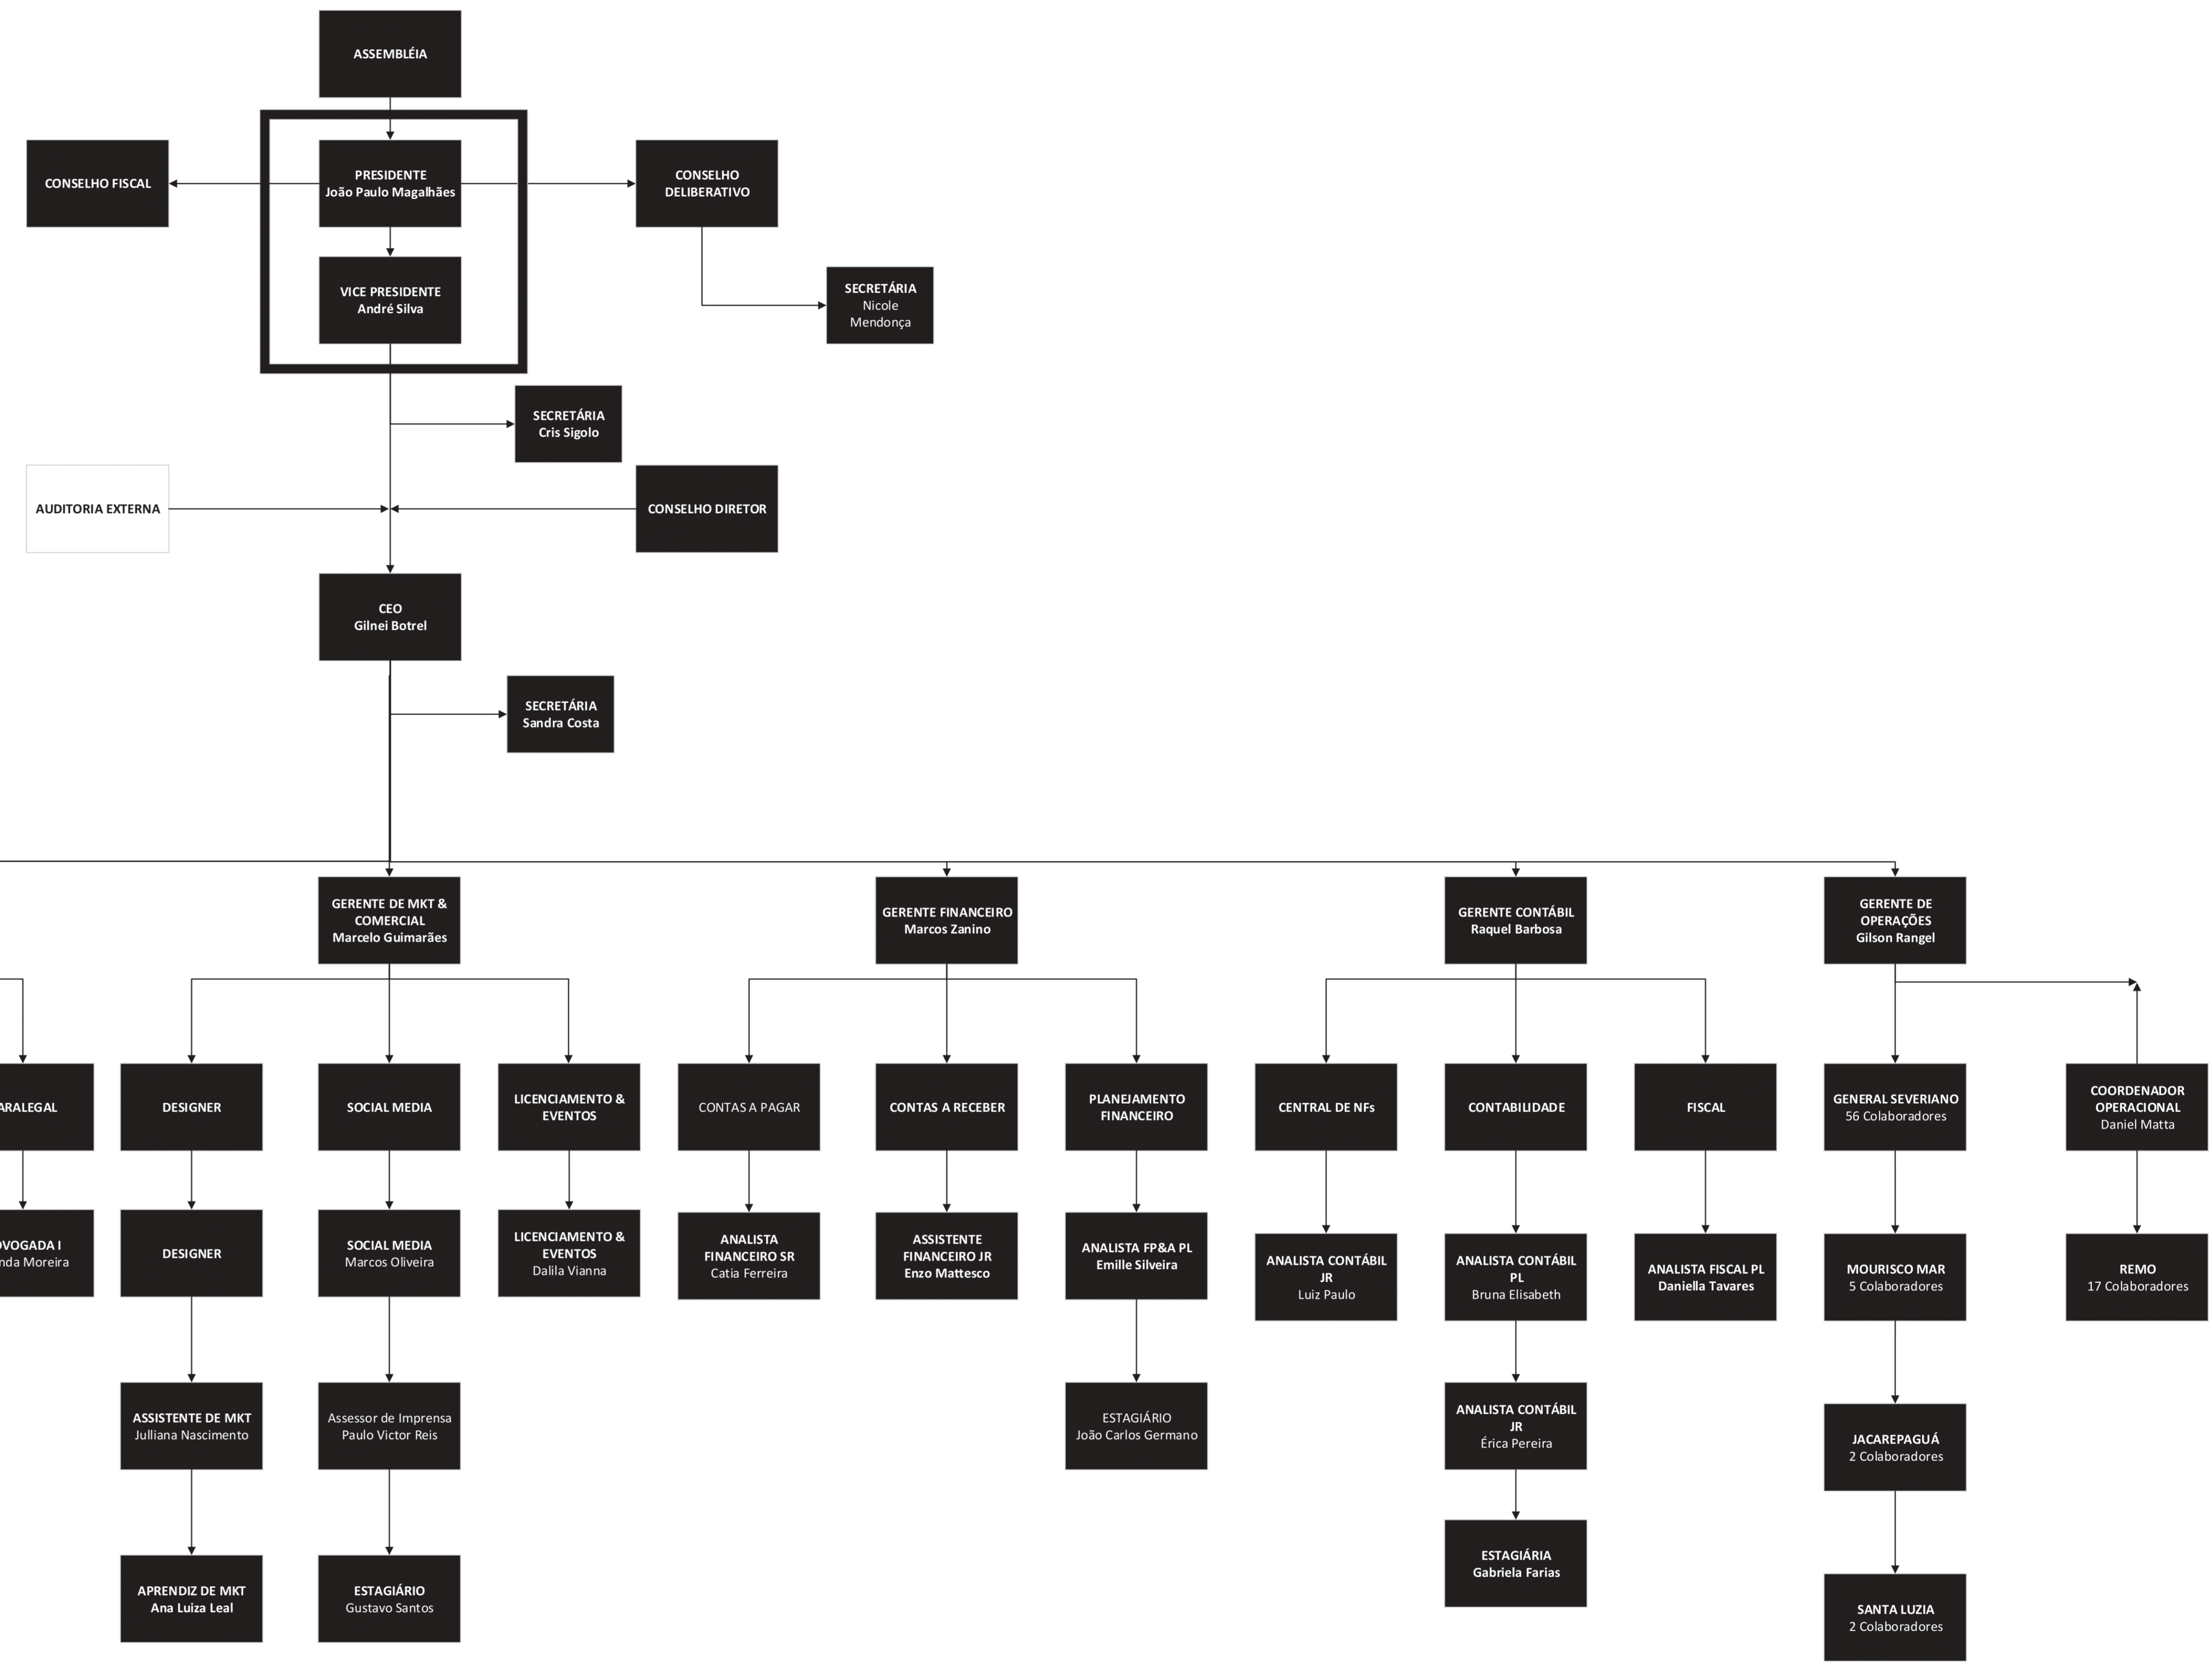 ASSEMBLÉIA
CONSELHO FISCAL
PRESIDENTE
João Paulo Magalhães
CONSELHO
DELIBERATIVO
VICE PRESIDENTE
André Silva
SECRETÁRIA
Nicole
Mendonça
SECRETÁRIA
Cris Sigolo
AUDITORIA EXTERNA
CONSELHO DIRETOR
CEO
Gilnei Botrel
SECRETÁRIA
Sandra Costa
GERENTE DE MKT &
COMERCIAL
Marcelo Guimarães
GERENTE FINANCEIRO
Marcos Zanino
GERENTE CONTÁBIL
Raquel Barbosa
GERENTE DE
OPERAÇÕES
Gilson Rangel
ARALEGAL
DESIGNER
SOCIAL MEDIA
LICENCIAMENTO &
EVENTOS
CONTAS A PAGAR
CONTAS A RECEBER
PLANEJAMENTO
FINANCEIRO
CENTRAL DE NFs
CONTABILIDADE
FISCAL
GENERAL SEVERIANO
56 Colaboradores
COORDENADOR
OPERACIONAL
Daniel Matta
VOGADA I
nda Moreira
DESIGNER
SOCIAL MEDIA
Marcos Oliveira
LICENCIAMENTO &
EVENTOS
Dalila Vianna
ANALISTA
FINANCEIRO SR
Catia Ferreira
ASSISTENTE
FINANCEIRO JR
Enzo Mattesco
ANALISTA FP&A PL
Emille Silveira
ANALISTA CONTÁBIL
JR
Luiz Paulo
ANALISTA CONTÁBIL
PL
Bruna Elisabeth
ANALISTA FISCAL PL
Daniella Tavares
MOURISCO MAR
5 Colaboradores
REMO
17 Colaboradores
ASSISTENTE DE MKT
Julliana Nascimento
Assessor de Imprensa
Paulo Victor Reis
ESTAGIÁRIO
João Carlos Germano
ANALISTA CONTÁBIL
JR
Érica Pereira
JACAREPAGUÁ
2 Colaboradores
APRENDIZ DE MKT
Ana Luiza Leal
ESTAGIÁRIO
Gustavo Santos
ESTAGIÁRIA
Gabriela Farias
SANTA LUZIA
2 Colaboradores